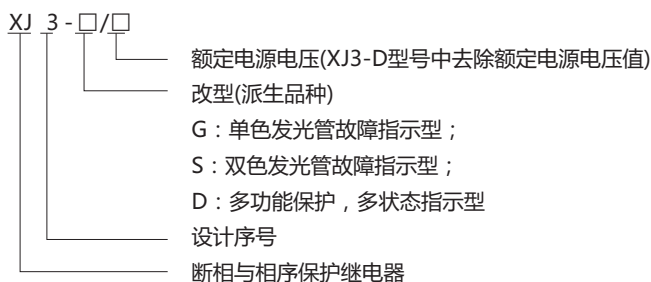 XJ 3 - □/□
额定电源电压(XJ3-D型号中去除额定电源电压值)
改型(派生品种)
G：单色发光管故障指示型；
S：双色发光管故障指示型；
D：多功能保护，多状态指示型
设计序号
断相与相序保护继电器